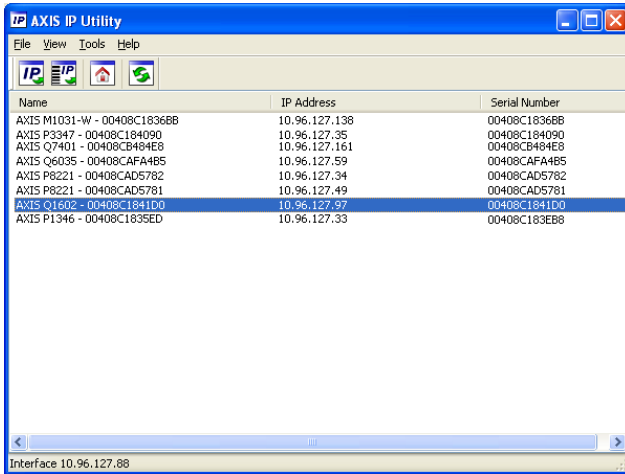 IP AXIS IP Utility
File View Tools Help
IP IP
Name IP Address Serial Number
AXIS M1031-W - 00408C1836BB 10.96.127.138 00408C1836BB
AXIS P3347 - 00408C184090 10.96.127.35 00408C184090
AXIS Q7401 - 00408CB484E8 10.96.127.161 00408CB484E8
AXIS Q6035 - 00408CAFA4B5 10.96.127.59 00408CAFA4B5
AXIS P8221 - 00408CAD5782 10.96.127.34 00408CAD5782
AXIS P8221 - 00408CAD5781 10.96.127.49 00408CAD5781
AXIS Q1602 - 00408C1841D0 10.96.127.97 00408C1841D0
AXIS P1346 - 00408C1835ED 10.96.127.33 00408C183EB8
Interface 10.96.127.88